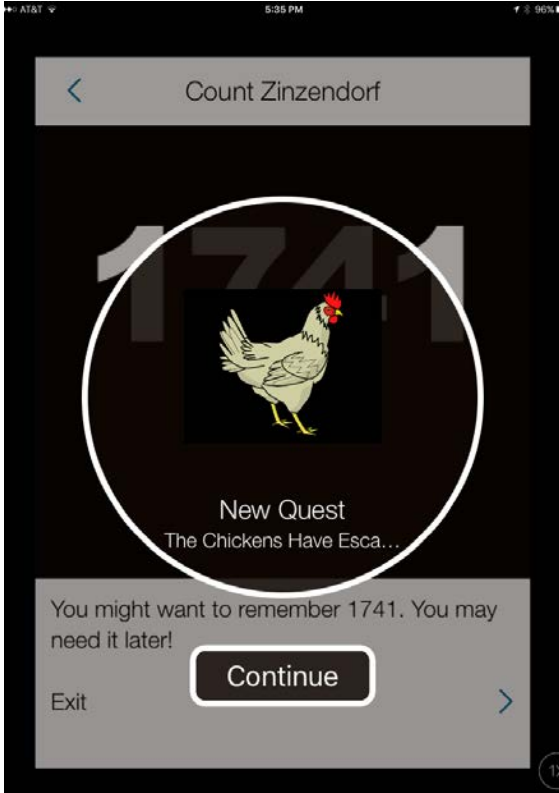 AT&T
5:35 PM
96%
Count Zinzendorf
1741
New Quest
The Chickens Have Esca...
You might want to remember 1741. You may
need it later!
Continue
Exit
1X